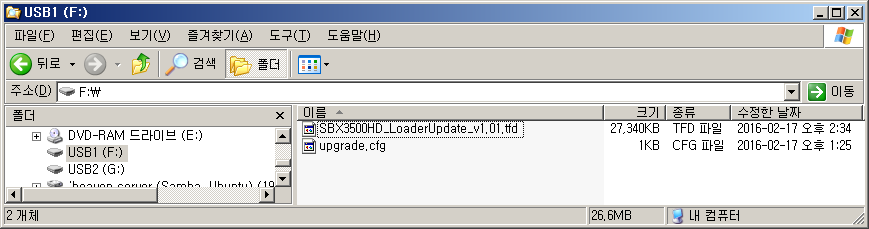 USB1 (F:)
파일(F) 편집(E) 보기(V) 즐겨찾기(A) 도구(T) 도움말(H)
뒤로 검색 폴더
주소(D) F:₩ 이동
폴더
DVD-RAM 드라이브 (E:)
USB1 (F:)
USB2 (G:)
'heaven server (Samba, Ubuntu) (19
이름 크기 종류 수정한 날짜
SBX3500HD_LoaderUpdate_v1.01.tfd 27,340KB TFD 파일 2016-02-17 오후 2:34
upgrade.cfg 1KB CFG 파일 2016-02-17 오후 1:25
2 개체 26.6MB 내 컴퓨터